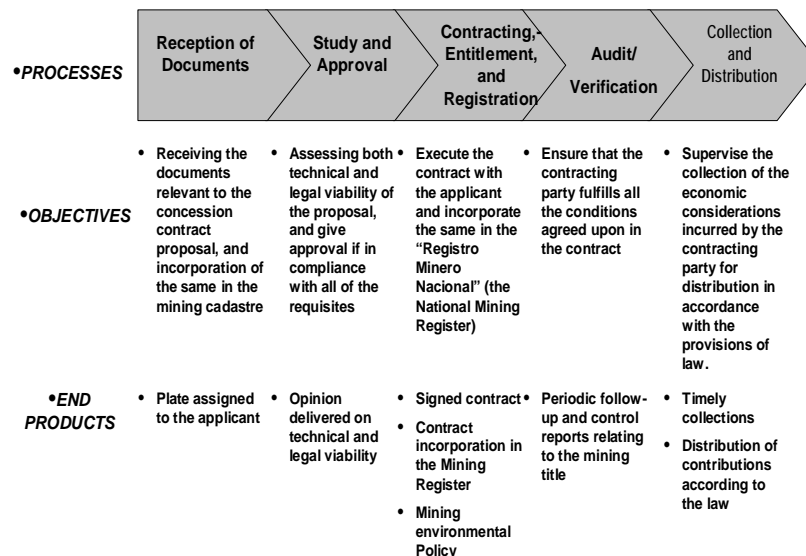 •PROCESSES
Reception of
Documents
Study and
Approval
Contracting,-
Entitlement,
and
Registration
Audit/
Verification
Collection
and
Distribution
•OBJECTIVES
• Receiving the
documents
relevant to the
concession
contract
proposal, and
incorporation of
the same in the
mining cadastre
• Assessing both
technical and
legal viability of
the proposal,
and give
approval if in
compliance
with all of the
requisites
• Execute the
contract with
the applicant
and incorporate
the same in the
“Registro
Minero
Nacional” (the
National Mining
Register)
• Ensure that the
contracting
party fulfills all
the conditions
agreed upon in
the contract
• Supervise the
collection of the
economic
considerations
incurred by the
contracting
party for
distribution in
accordance
with the
provisions of
law.
•END
PRODUCTS
• Plate assigned
to the applicant
• Opinion
delivered on
technical and
legal viability
• Signed contract
• Contract
incorporation in
the Mining
Register
• Mining
environmental
Policy
• Periodic follow-
up and control
reports relating
to the mining
title
• Timely
collections
• Distribution of
contributions
according to
the law